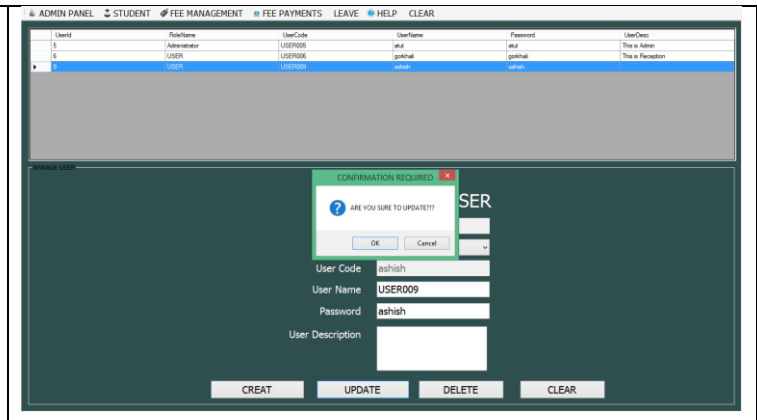 ADMIN PANEL STUDENT FEE MANAGEMENT FEE PAYMENTS LEAVE HELP CLEAR
UserId RoleName UserCode UserName Password UserDesc
5 Administrator USER005 atut atut This is Admin
6 USER USER006 gorkhali gorkhali This is Reception
9 USER USER009 ashish ashish
MANAGE USER
CONFIRMATION REQUIRED
SER
ARE YOU SURE TO UPDATE???
OK Cancel
User Code ashish
User Name USER009
Password ashish
User Description
CREAT UPDATE DELETE CLEAR